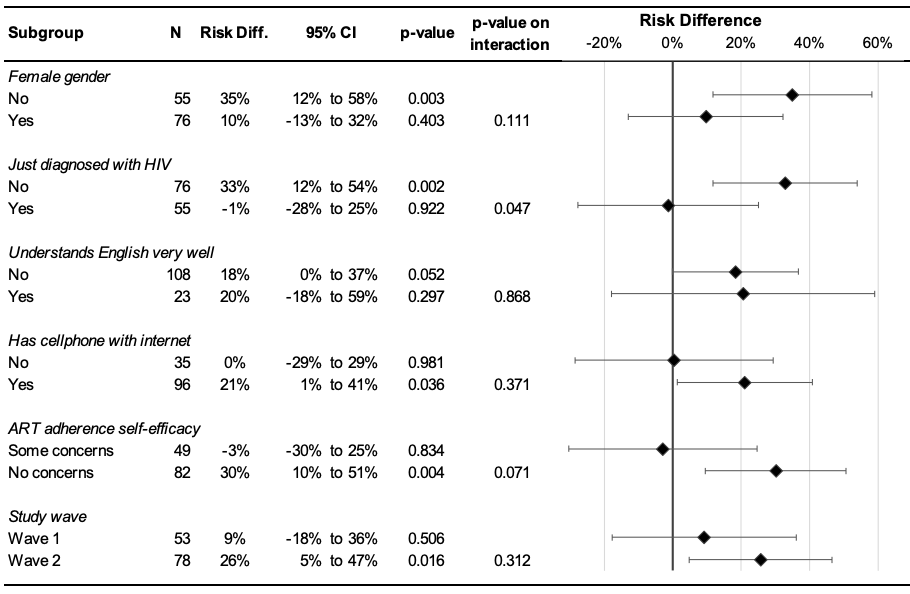 Subgroup N Risk Diff. 95% CI p-value p-value on interaction Risk Difference
-20% 0% 20% 40% 60%
Female gender
No 55 35% 12% to 58% 0.003
Yes 76 10% -13% to 32% 0.403 0.111
Just diagnosed with HIV
No 76 33% 12% to 54% 0.002
Yes 55 -1% -28% to 25% 0.922 0.047
Understands English very well
No 108 18% 0% to 37% 0.052
Yes 23 20% -18% to 59% 0.297 0.868
Has cellphone with internet
No 35 0% -29% to 29% 0.981
Yes 96 21% 1% to 41% 0.036 0.371
ART adherence self-efficacy
Some concerns 49 -3% -30% to 25% 0.834
No concerns 82 30% 10% to 51% 0.004 0.071
Study wave
Wave 1 53 9% -18% to 36% 0.506
Wave 2 78 26% 5% to 47% 0.016 0.312